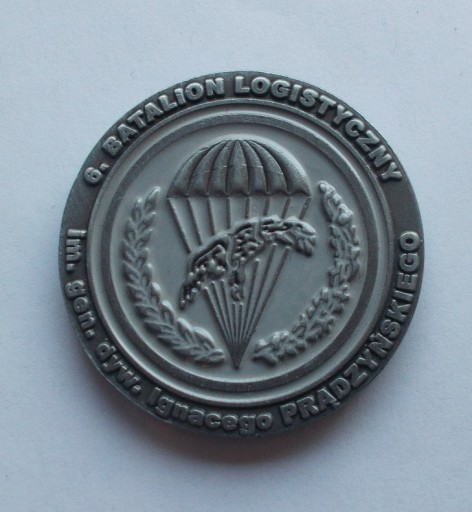 6. BATALION LOGISTYCZNY
im. gen. dyw. Ignacego PRĄDZYŃSKIEGO